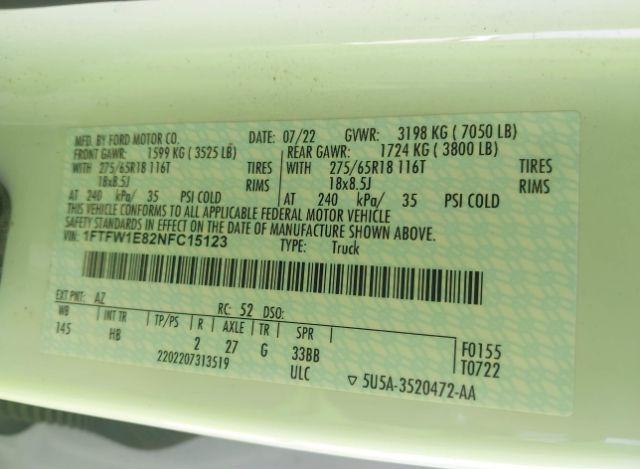 MFD. BY FORD MOTOR CO. DATE: 07/22 GVWR: 3198 KG ( 7050 LB)
FRONT GAWR: 1599 KG ( 3525 LB) REAR GAWR: 1724 KG ( 3800 LB)
WITH 275/65R18 116T TIRES WITH 275/65R18 116T TIRES
18x8.5J RIMS 18x8.5J RIMS
AT 240 kPa/ 35 PSI COLD AT 240 kPa/ 35 PSI COLD
THIS VEHICLE CONFORMS TO ALL APPLICABLE FEDERAL MOTOR VEHICLE
SAFETY STANDARDS IN EFFECT ON THE DATE OF MANUFACTURE SHOWN ABOVE.
VIN: 1FTFW1E82NFC15123 TYPE: Truck
EXT PNT: AZ RC: 52 DSO:
WB INT TR TP/PS R AXLE TR SPR
145 HB 2 27 G 33BB F0155
2202207313519 ULC T0722
▽ 5U5A-3520472-AA